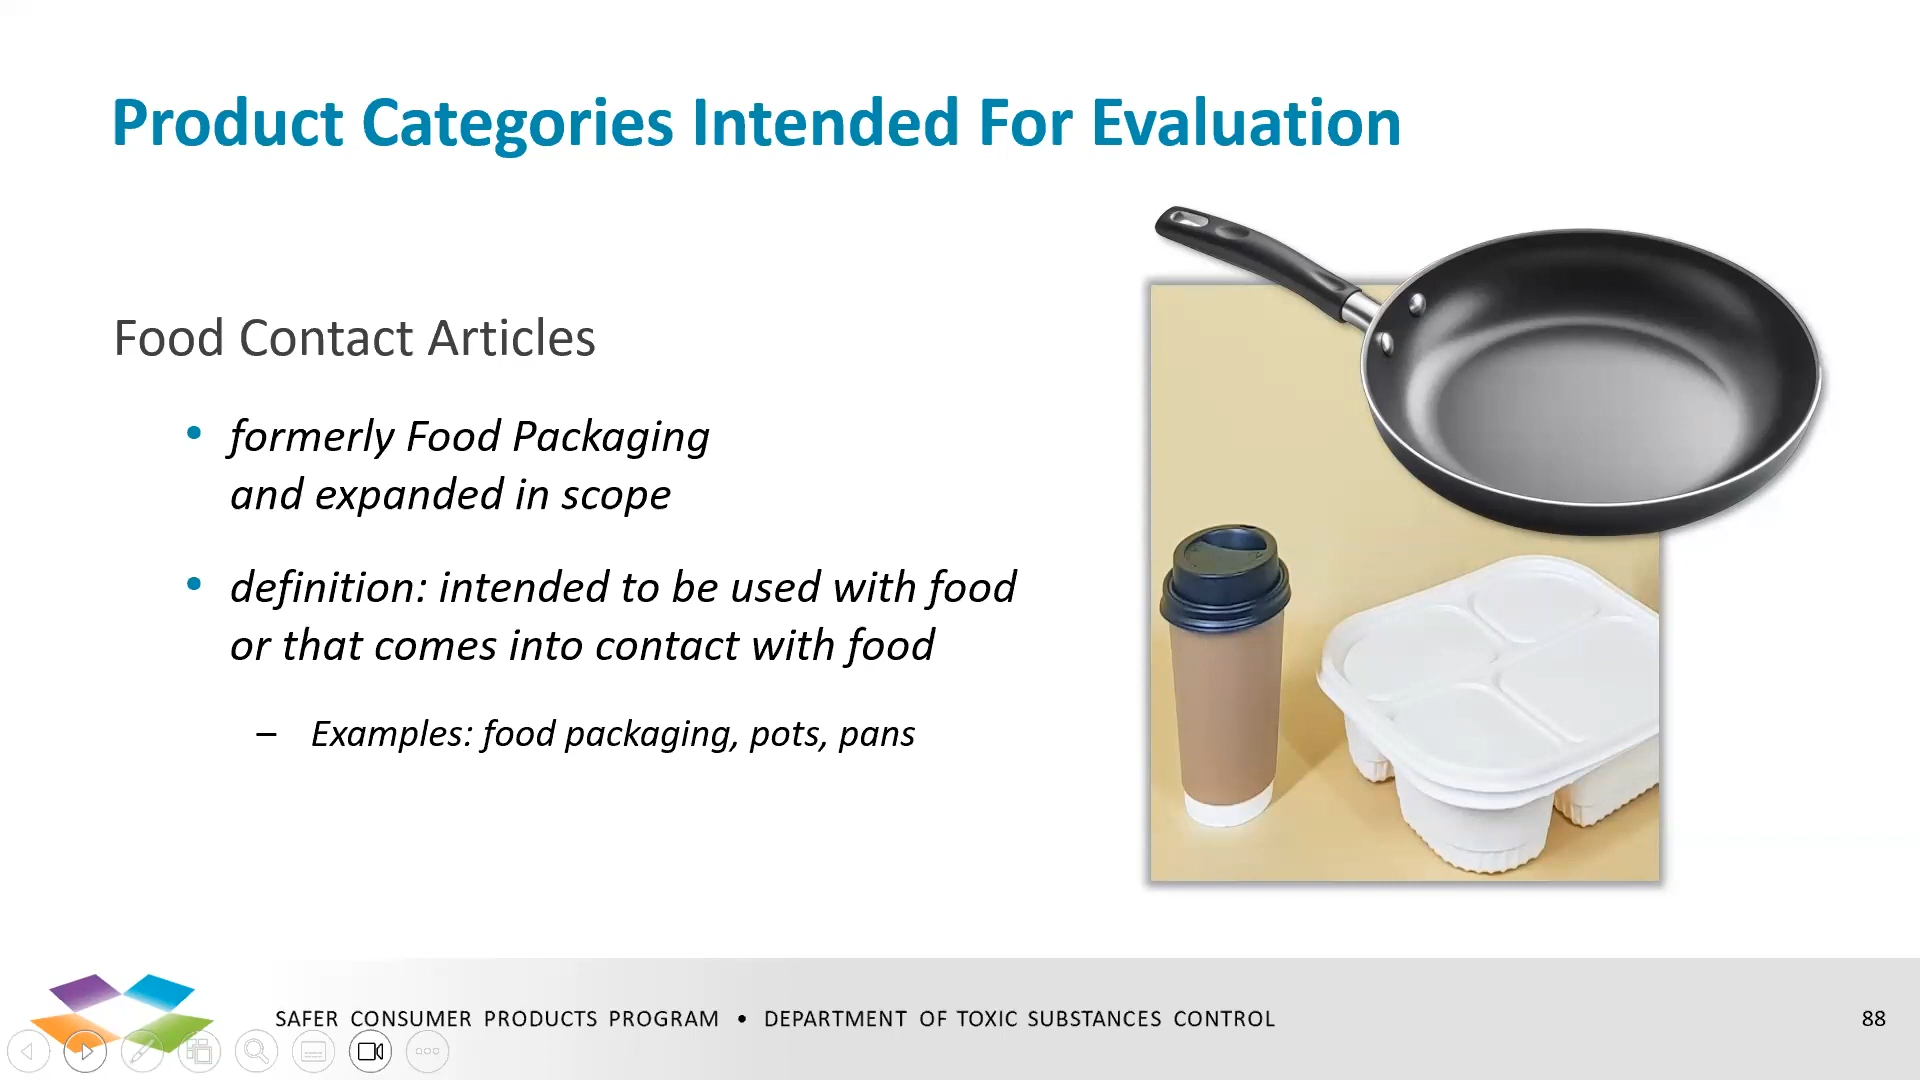 Product Categories Intended For Evaluation
Food Contact Articles
• formerly Food Packaging
and expanded in scope
• definition: intended to be used with food
or that comes into contact with food
– Examples: food packaging, pots, pans
SAFER CONSUMER PRODUCTS PROGRAM • DEPARTMENT OF TOXIC SUBSTANCES CONTROL
88